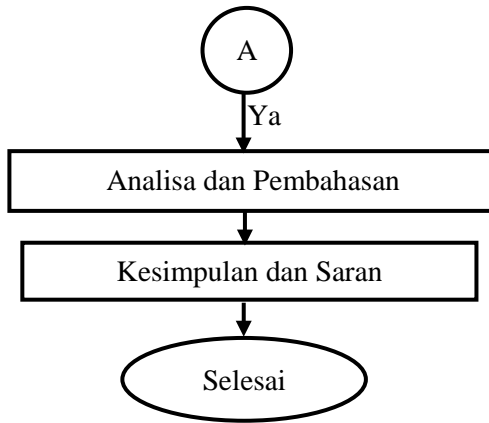 A
Ya
Analisa dan Pembahasan
Kesimpulan dan Saran
Selesai